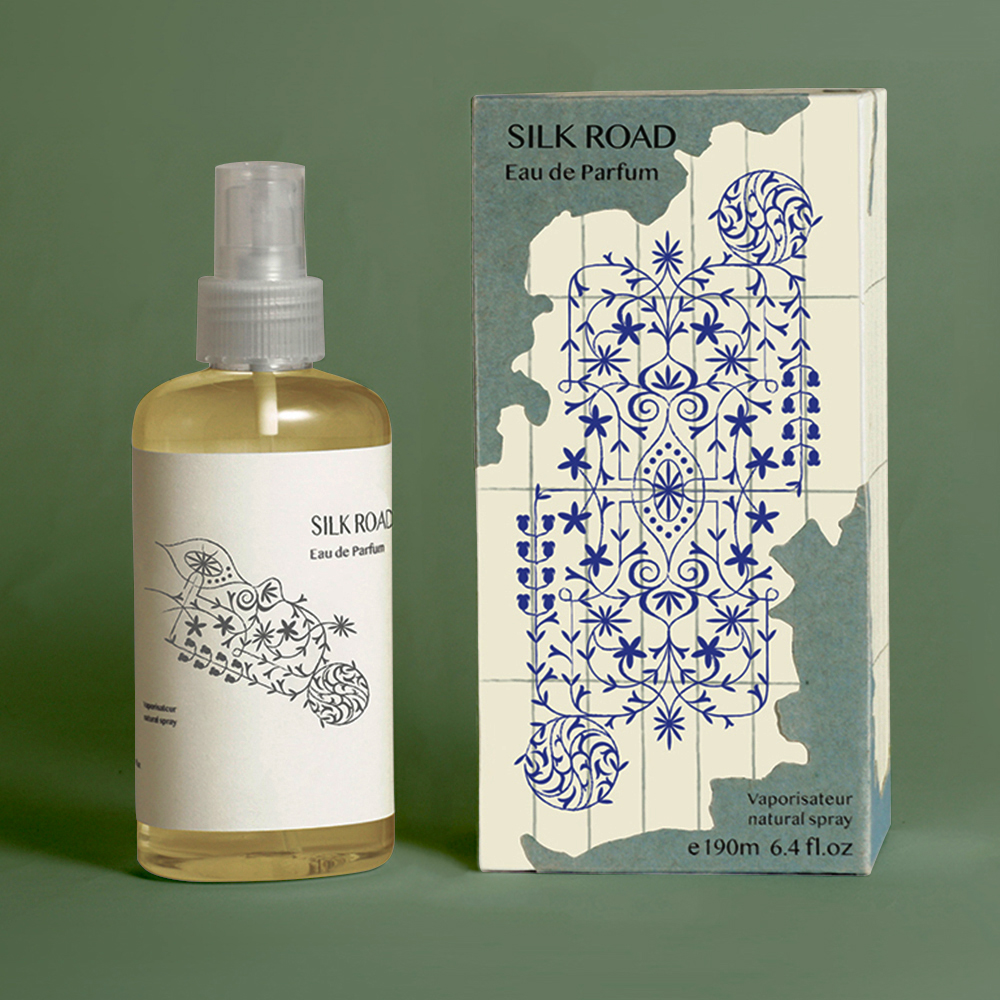 SILK ROAD
Eau de Parfum
Vaporisateur
natural spray
SILK ROAD
Eau de Parfum
Vaporisateur
natural spray
e 190m 6.4 fl.oz